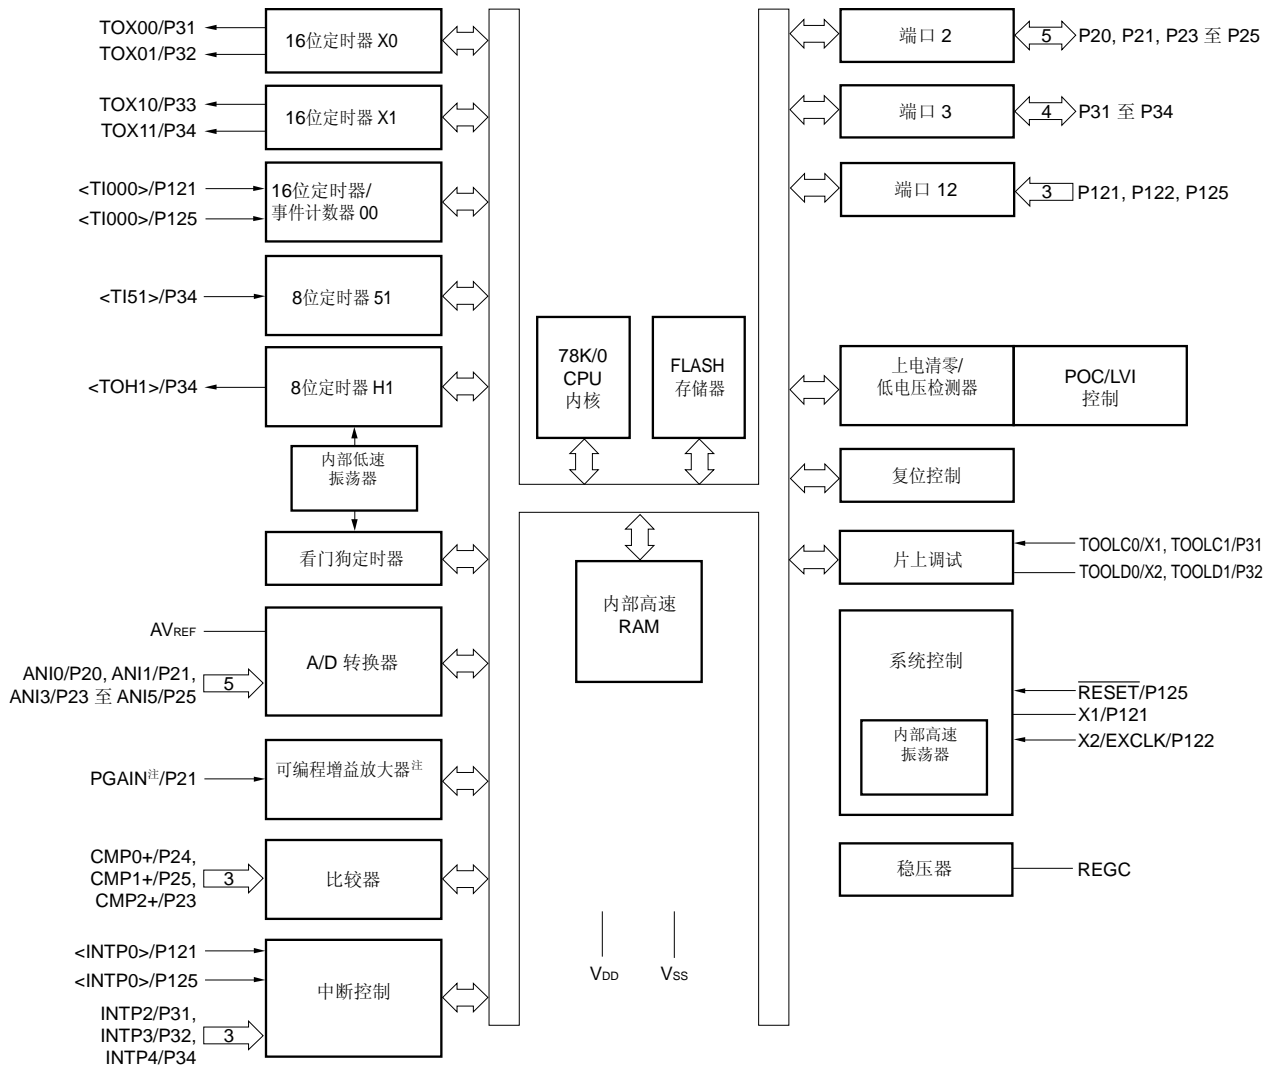 TOX00/P31
TOX01/P32
16位定时器 X0
TOX10/P33
TOX11/P34
16位定时器 X1
<TI000>/P121
<TI000>/P125
16位定时器/
事件计数器 00
<TI51>/P34
8位定时器 51
<TOH1>/P34
8位定时器 H1
内部低速
振荡器
看门狗定时器
AVREF
ANI0/P20, ANI1/P21,
ANI3/P23 至 ANI5/P25
5
A/D 转换器
PGAIN注/P21
可编程增益放大器注
CMP0+/P24,
CMP1+/P25,
CMP2+/P23
3
比较器
<INTP0>/P121
<INTP0>/P125
INTP2/P31,
INTP3/P32,
INTP4/P34
3
中断控制
78K/0
CPU
内核
FLASH
存储器
内部高速
RAM
VDD
VSS
端口 2
5
P20, P21, P23 至 P25
端口 3
4
P31 至 P34
端口 12
3
P121, P122, P125
上电清零/
低电压检测器
POC/LVI
控制
复位控制
片上调试
TOOLC0/X1, TOOLC1/P31
TOOLD0/X2, TOOLD1/P32
系统控制
RESET/P125
X1/P121
X2/EXCLK/P122
内部高速
振荡器
稳压器
REGC